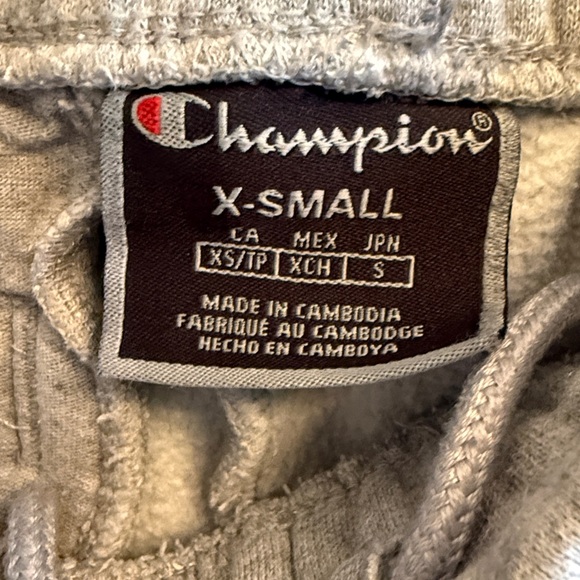 Champion®
X-SMALL
CA MEX JPN
XS/TP XCH S
MADE IN CAMBODIA
FABRIQUÉ AU CAMBODGE
HECHO EN CAMBOYA